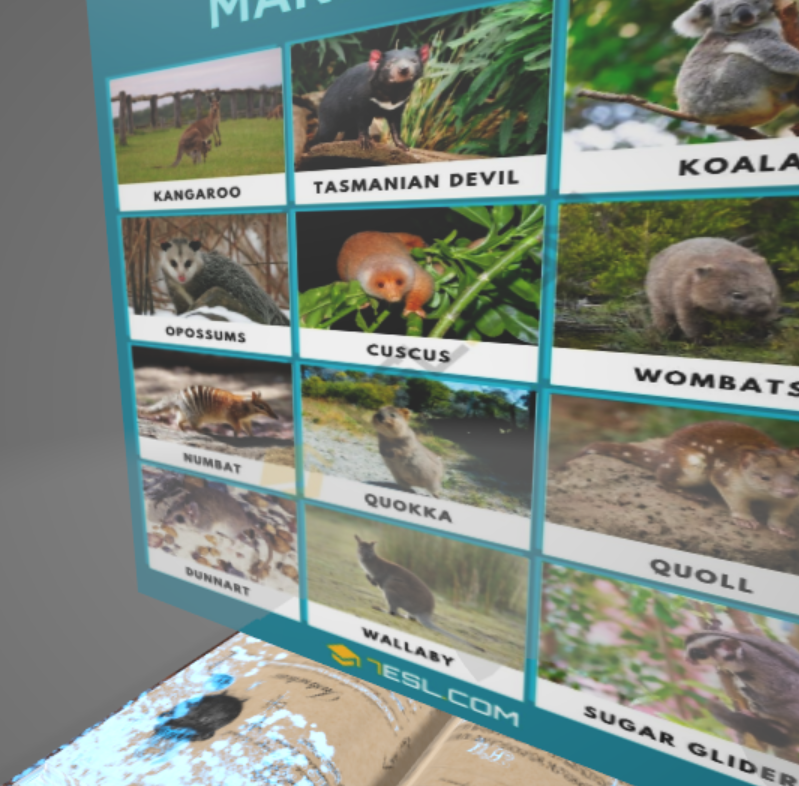 KANGAROO
TASMANIAN DEVIL
KOALA
OPOSSUMS
CUSCUS
WOMBATS
NUMBAT
QUOKKA
QUOLL
DUNNART
WALLABY
SUGAR GLIDER
7ESL.COM